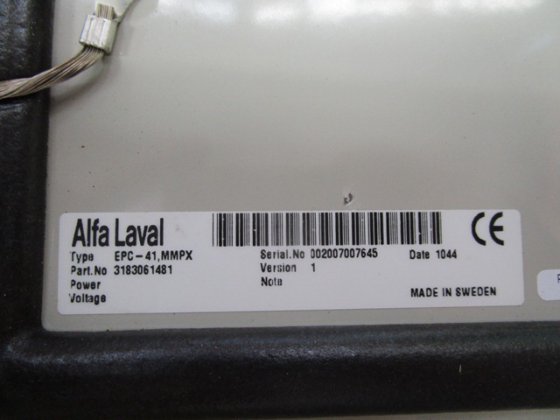 Alfa Laval
CE
Type EPC-41,MMPX
Serial.No 002007007645
Date 1044
Part.No 3183061481
Version 1
Power
Note
Voltage
MADE IN SWEDEN